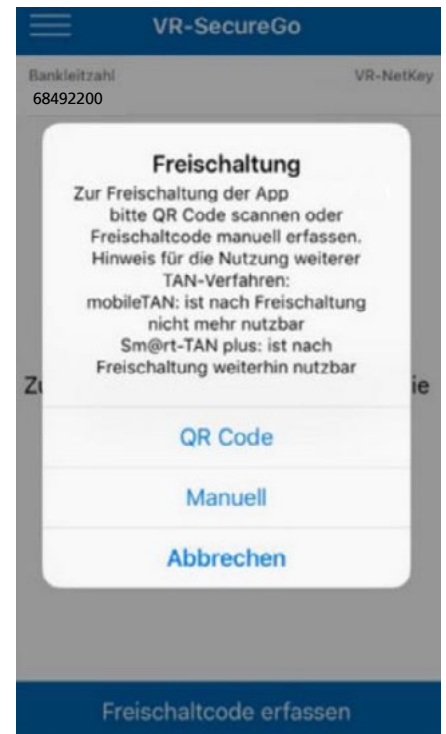 VR-SecureGo
Bankleitzahl VR-NetKey
68492200
Freischaltung
Zur Freischaltung der App
bitte QR Code scannen oder
Freischaltcode manuell erfassen.
Hinweis für die Nutzung weiterer
TAN-Verfahren:
mobileTAN: ist nach Freischaltung
nicht mehr nutzbar
Sm@rt-TAN plus: ist nach
Freischaltung weiterhin nutzbar
Zu ie
QR Code
Manuell
Abbrechen
Freischaltcode erfassen